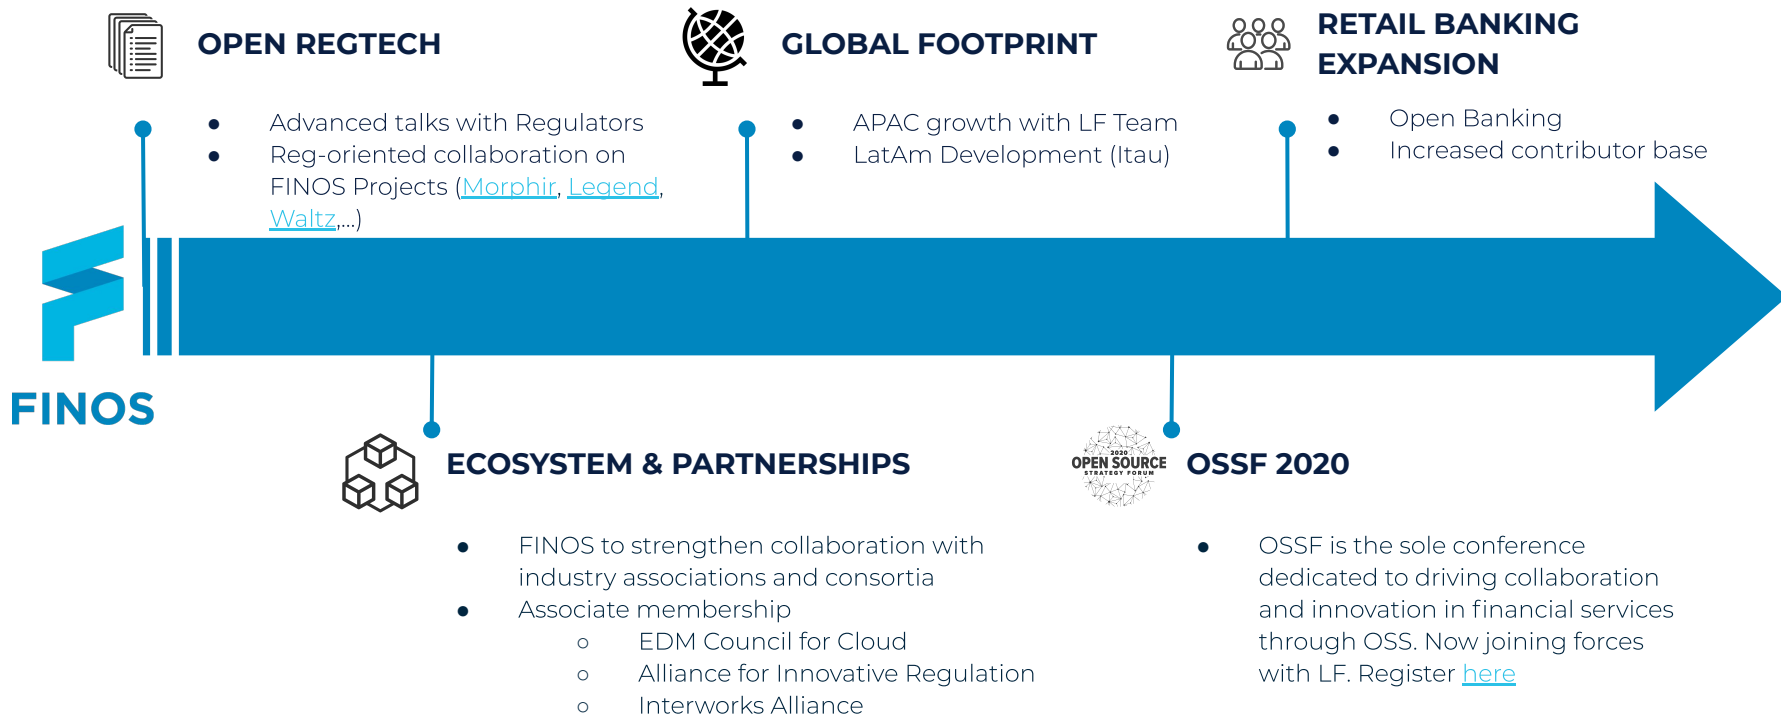 OPEN REGTECH
● Advanced talks with Regulators
● Reg-oriented collaboration on
FINOS Projects (Morphir, Legend,
Waltz,...)
GLOBAL FOOTPRINT
● APAC growth with LF Team
● LatAm Development (Itau)
RETAIL BANKING
EXPANSION
● Open Banking
● Increased contributor base
FINOS
ECOSYSTEM & PARTNERSHIPS
● FINOS to strengthen collaboration with
industry associations and consortia
● Associate membership
○ EDM Council for Cloud
○ Alliance for Innovative Regulation
○ Interworks Alliance
2020
OPEN SOURCE
STRATEGY FORUM
OSSF 2020
● OSSF is the sole conference
dedicated to driving collaboration
and innovation in financial services
through OSS. Now joining forces
with LF. Register here